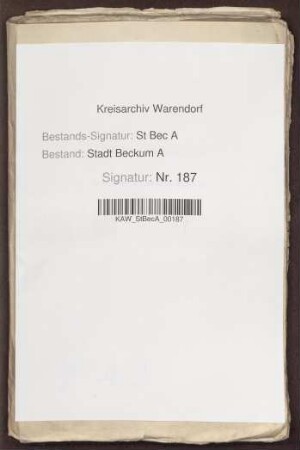 Kreisarchiv Warendorf
Bestands-Signatur: St Bec A
Bestand: Stadt Beckum A
Signatur: Nr. 187
KAW_StBecA_00187